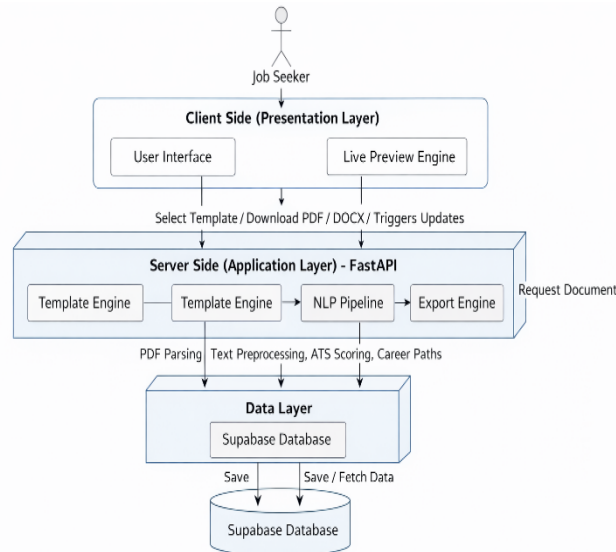 Job Seeker
Client Side (Presentation Layer)
User Interface
Live Preview Engine
Select Template / Download PDF / DOCX / Triggers Updates
Server Side (Application Layer) - FastAPI
Template Engine
Template Engine
NLP Pipeline
Export Engine
Request Document
PDF Parsing
Text Preprocessing, ATS Scoring, Career Paths
Data Layer
Supabase Database
Save
Save / Fetch Data
Supabase Database